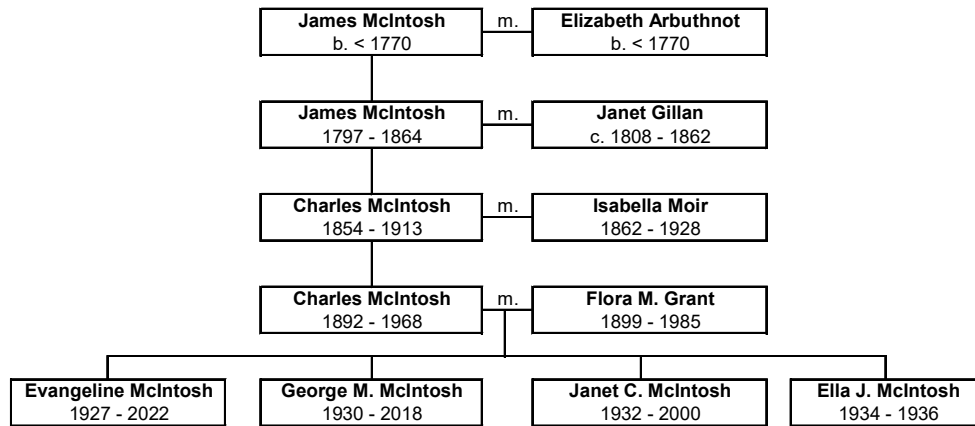 James McIntosh
b. < 1770
m.
Elizabeth Arbuthnot
b. < 1770
James McIntosh
1797 - 1864
m.
Janet Gillan
c. 1808 - 1862
Charles McIntosh
1854 - 1913
m.
Isabella Moir
1862 - 1928
Charles McIntosh
1892 - 1968
m.
Flora M. Grant
1899 - 1985
Evangeline McIntosh
1927 - 2022
George M. McIntosh
1930 - 2018
Janet C. McIntosh
1932 - 2000
Ella J. McIntosh
1934 - 1936